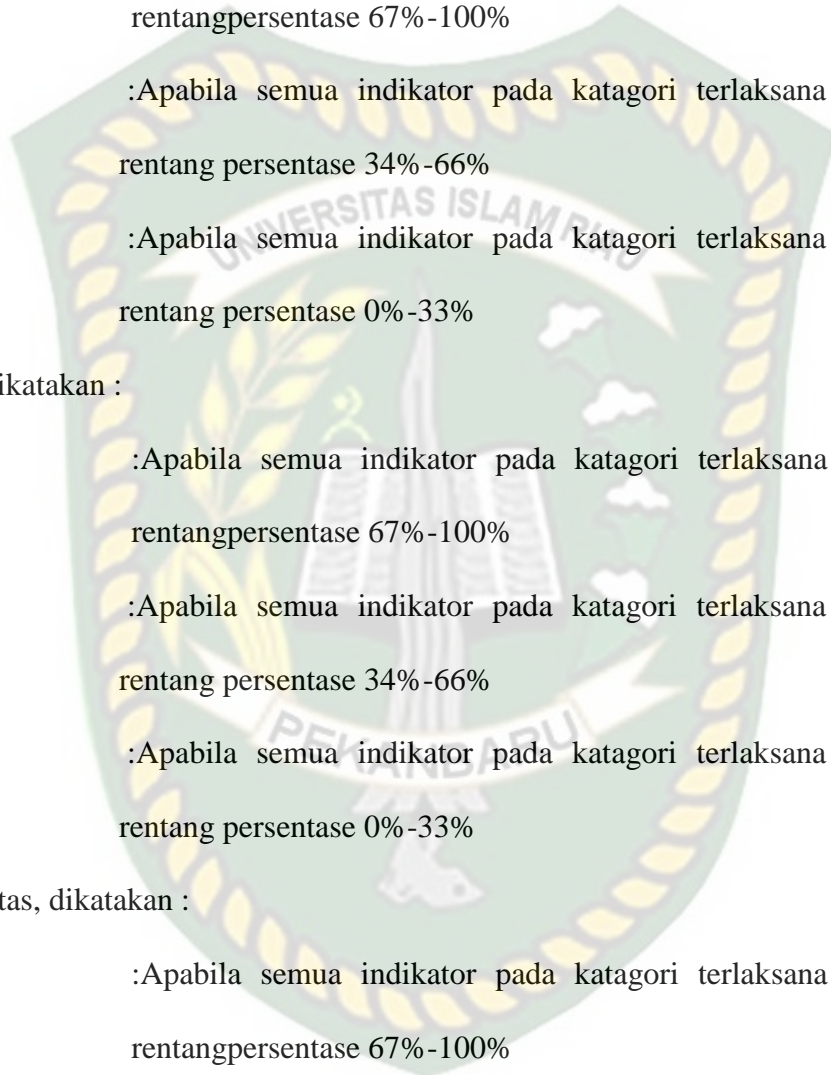 rentangpersentase 67%-100%
:Apabila semua indikator pada katagori terlaksana
rentang persentase 34%-66%
UNIVERSITAS ISLAM RIAU
:Apabila semua indikator pada katagori terlaksana
rentang persentase 0%-33%
ikatakan :
:Apabila semua indikator pada katagori terlaksana
rentangpersentase 67%-100%
:Apabila semua indikator pada katagori terlaksana
rentang persentase 34%-66%
PEKANBARU
:Apabila semua indikator pada katagori terlaksana
rentang persentase 0%-33%
tas, dikatakan :
:Apabila semua indikator pada katagori terlaksana
rentangpersentase 67%-100%